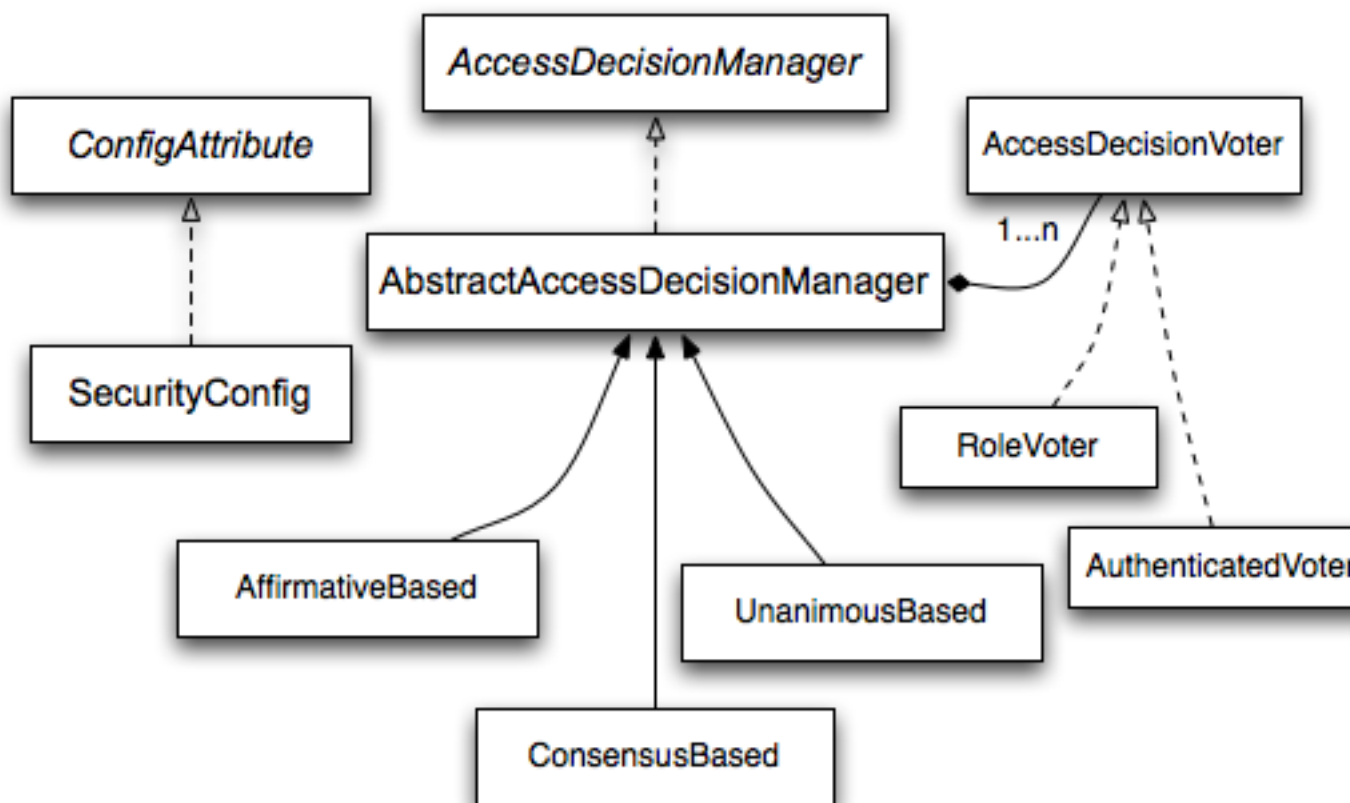 AccessDecisionManager
ConfigAttribute
AccessDecisionVoter
1...n
AbstractAccessDecisionManager
SecurityConfig
RoleVoter
AuthenticatedVoter
AffirmativeBased
UnanimousBased
ConsensusBased